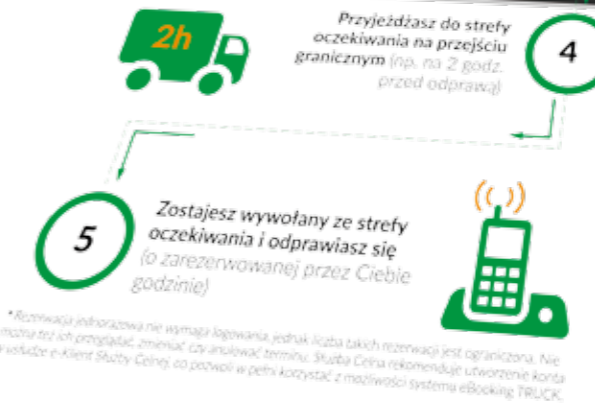 2h
Przyjeżdżasz do strefy
oczekiwania na przejściu
granicznym (np. na 2 godz.
przed odprawą)
4
5
Zostajesz wywołany ze strefy
oczekiwania i odprawiasz się
(o zarezerwowanej przez Ciebie
godzinie)
* Rezerwacja jednorazowa nie wymaga logowania, jednak liczba takich rezerwacji jest ograniczona. Nie
można też ich przeglądać, zmieniać czy anulować terminu. Służba Celna rekomenduje utworzenie konta
w usłudze e-Klient Służby Celnej, co pozwoli w pełni korzystać z możliwości systemu eBooking TRUCK.